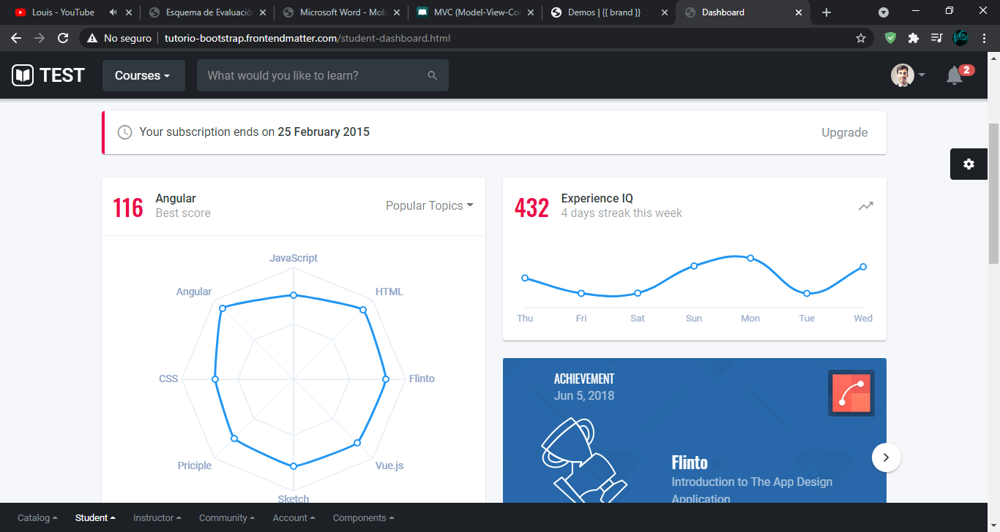 Louis - YouTube
Esquema de Evaluaciò
Microsoft Word - Mob
MVC (Model-View-Co
Demos | {{ brand }}
Dashboard
No seguro
tutorio-bootstrap.frontendmatter.com/student-dashboard.html
TEST
Courses
What would you like to learn?
2
Your subscription ends on 25 February 2015
Upgrade
116
Angular
Best score
Popular Topics
JavaScript
HTML
Flinto
Vue.js
Sketch
Priciple
CSS
Angular
432
Experience IQ
4 days streak this week
Thu Fri Sat Sun Mon Tue Wed
ACHIEVEMENT
Jun 5, 2018
Flinto
Introduction to The App Design
Application
Catalog Student Instructor Community Account Components